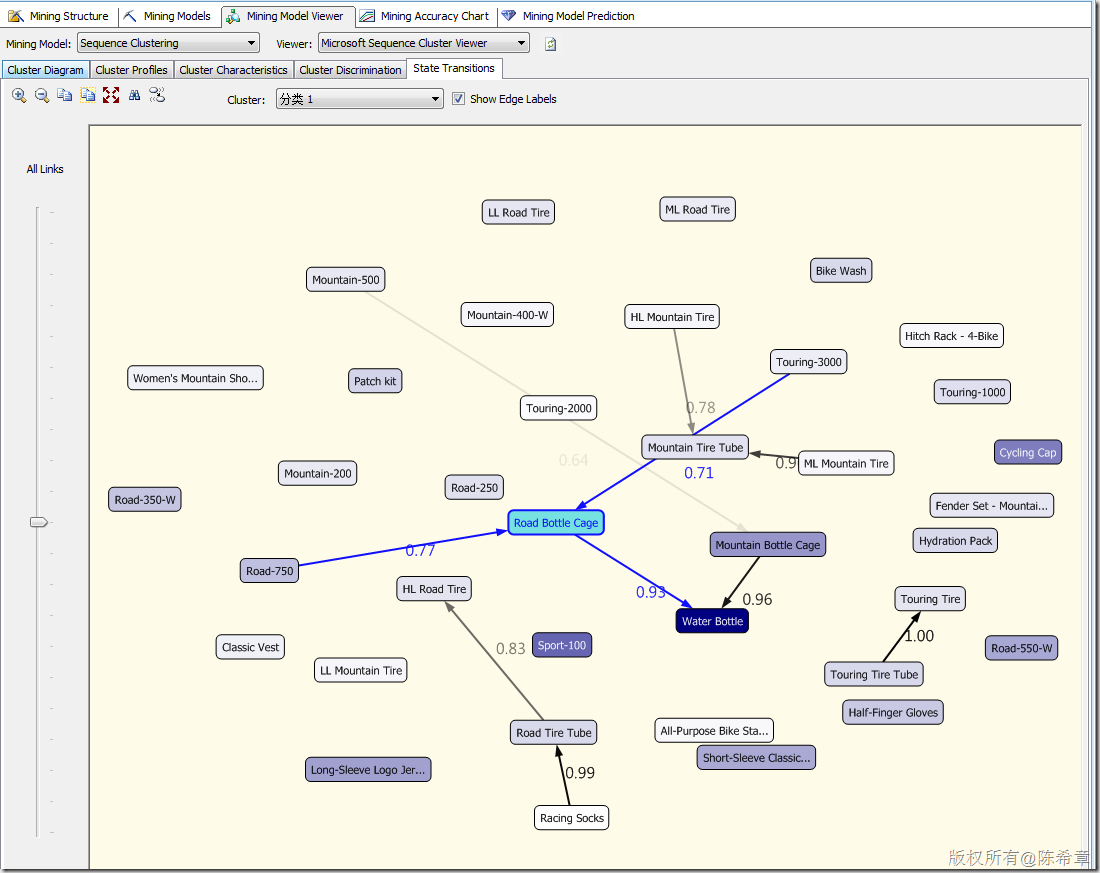 Mining Structure Mining Models Mining Model Viewer Mining Accuracy Chart Mining Model Prediction
Mining Model: Sequence Clustering Viewer: Microsoft Sequence Cluster Viewer
Cluster Diagram Cluster Profiles Cluster Characteristics Cluster Discrimination State Transitions
Cluster: 分类 1 Show Edge Labels
All Links
LL Road Tire
ML Road Tire
Bike Wash
Mountain-500
Mountain-400-W
HL Mountain Tire
Hitch Rack - 4-Bike
Touring-3000
Women's Mountain Sho...
Patch kit
Touring-1000
Touring-2000
0.78
Mountain Tire Tube
Cycling Cap
0.64
0.9
ML Mountain Tire
Mountain-200
0.71
Road-250
Road-350-W
Fender Set - Mountai...
Road Bottle Cage
Hydration Pack
Mountain Bottle Cage
0.77
Road-750
HL Road Tire
0.93
0.96
Touring Tire
Water Bottle
1.00
Classic Vest
0.83
Sport-100
Road-550-W
LL Mountain Tire
Touring Tire Tube
Half-Finger Gloves
Road Tire Tube
All-Purpose Bike Sta...
Short-Sleeve Classic...
Long-Sleeve Logo Jer...
0.99
Racing Socks
版权所有@陈希章